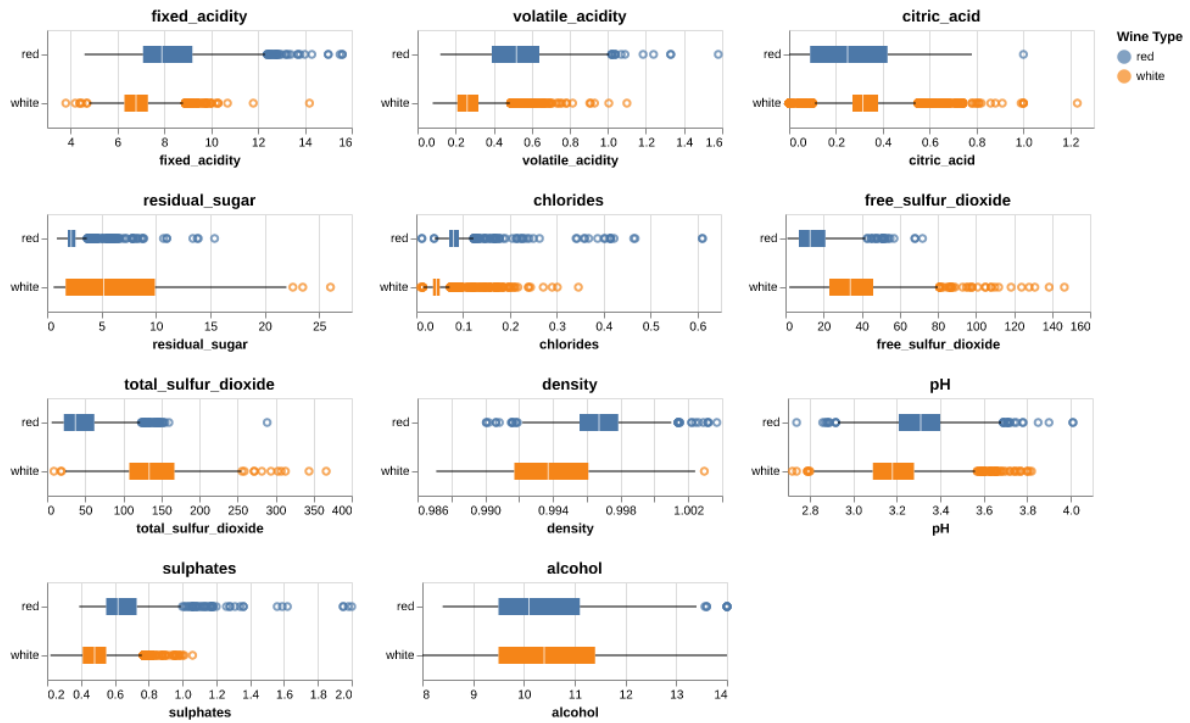 fixed_acidity
volatile_acidity
citric_acid
Wine Type
red
white
red
white
4 6 8 10 12 14 16
fixed_acidity
red
white
0.0 0.2 0.4 0.6 0.8 1.0 1.2 1.4 1.6
volatile_acidity
red
white
0.0 0.2 0.4 0.6 0.8 1.0 1.2
citric_acid
residual_sugar
chlorides
free_sulfur_dioxide
red
white
0 5 10 15 20 25
residual_sugar
red
white
0.0 0.1 0.2 0.3 0.4 0.5 0.6
chlorides
red
white
0 20 40 60 80 100 120 140 160
free_sulfur_dioxide
total_sulfur_dioxide
density
pH
red
white
0 50 100 150 200 250 300 350 400
total_sulfur_dioxide
red
white
0.986 0.990 0.994 0.998 1.002
density
red
white
2.8 3.0 3.2 3.4 3.6 3.8 4.0
pH
sulphates
alcohol
red
white
0.2 0.4 0.6 0.8 1.0 1.2 1.4 1.6 1.8 2.0
sulphates
red
white
8 9 10 11 12 13 14
alcohol